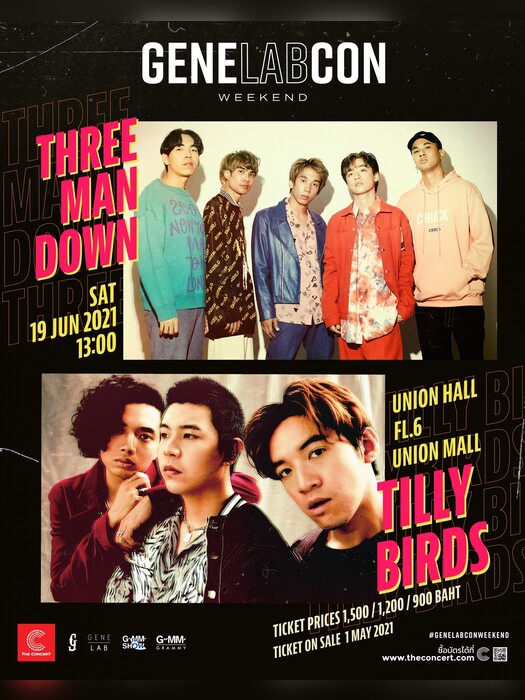 GENELABCON
WEEKEND
THREE
MAN
DOWN
SAT
19 JUN 2021
13:00
UNION HALL
FL.6
UNION MALL
TILLY
BIRDS
TICKET PRICES 1,500 / 1,200 / 900 BAHT
TICKET ON SALE 1 MAY 2021
THE CONCERT
GENE
LAB
GMM
SHOW
GMM
GRAMMY
#GENELABCONWEEKEND
ซื้อบัตรได้ที่
www.theconcert.com